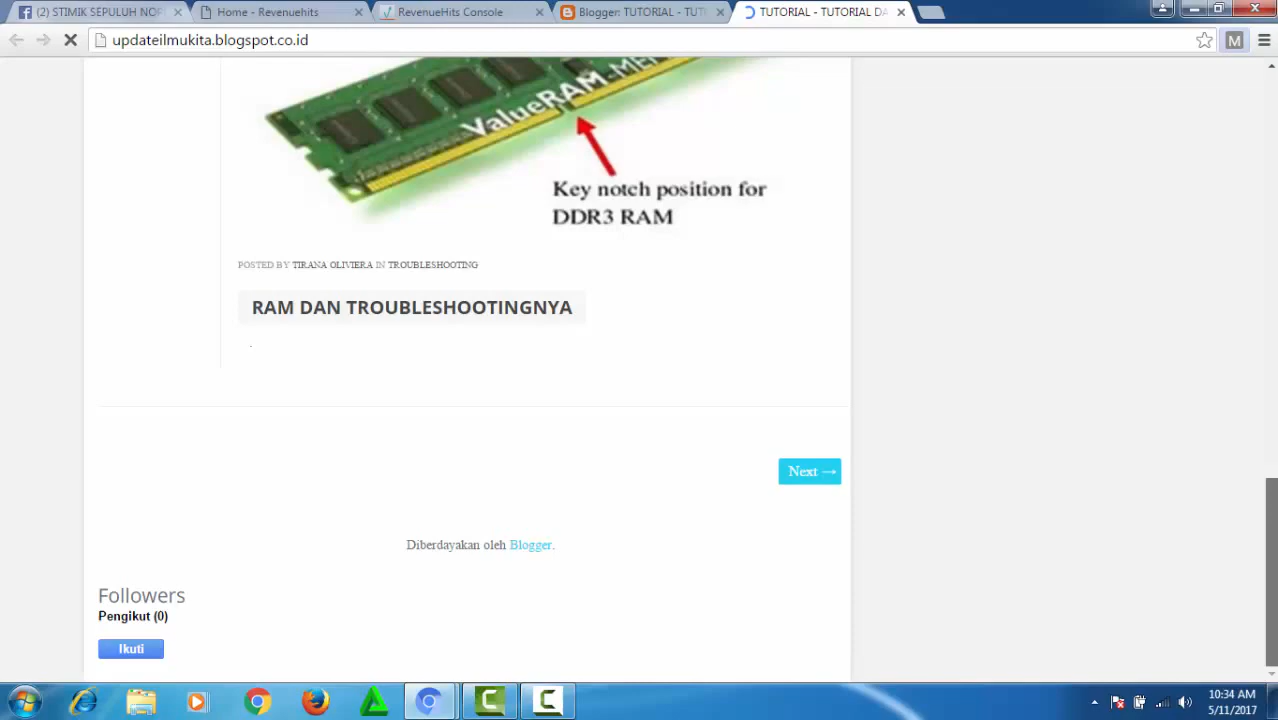 (2) STIMIK SEPULUH NOP
Home - Revenuehits
RevenueHits Console
Blogger: TUTORIAL - TUT
TUTORIAL - TUTORIAL DA
updateilmukita.blogspot.co.id
M
ValueRAM
Key notch position for
DDR3 RAM
POSTED BY TIRANA OLIVIERA IN TROUBLESHOOTING
RAM DAN TROUBLESHOOTINGNYA
.
Next →
Diberdayakan oleh Blogger.
Followers
Pengikut (0)
Ikuti
10:34 AM
5/11/2017